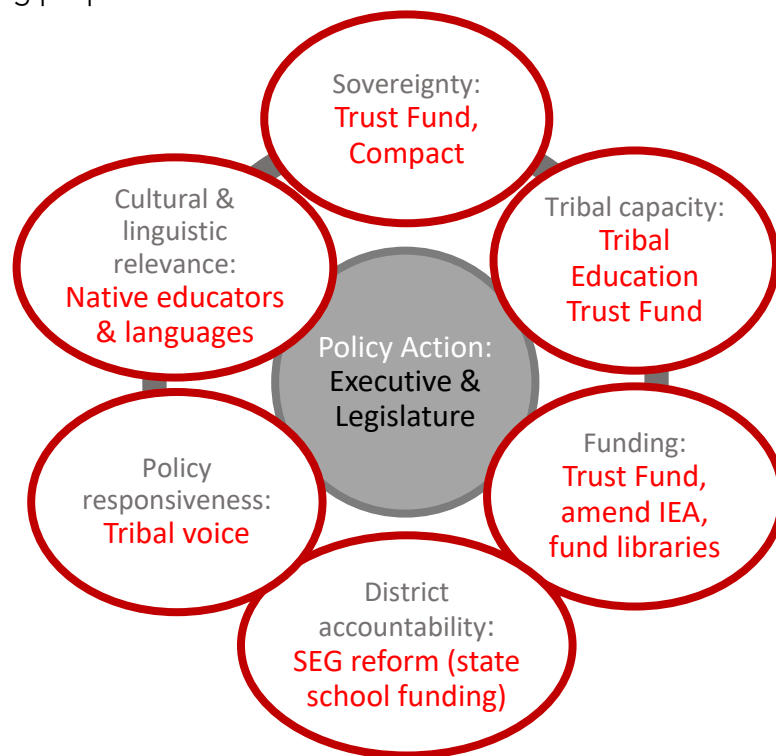 Sovereignty:
Trust Fund,
Compact
Tribal capacity:
Tribal
Education
Trust Fund
Funding:
Trust Fund,
amend IEA,
fund libraries
District
accountability:
SEG reform (state
school funding)
Policy
responsiveness:
Tribal voice
Cultural &
linguistic
relevance:
Native educators
& languages
Policy Action:
Executive &
Legislature